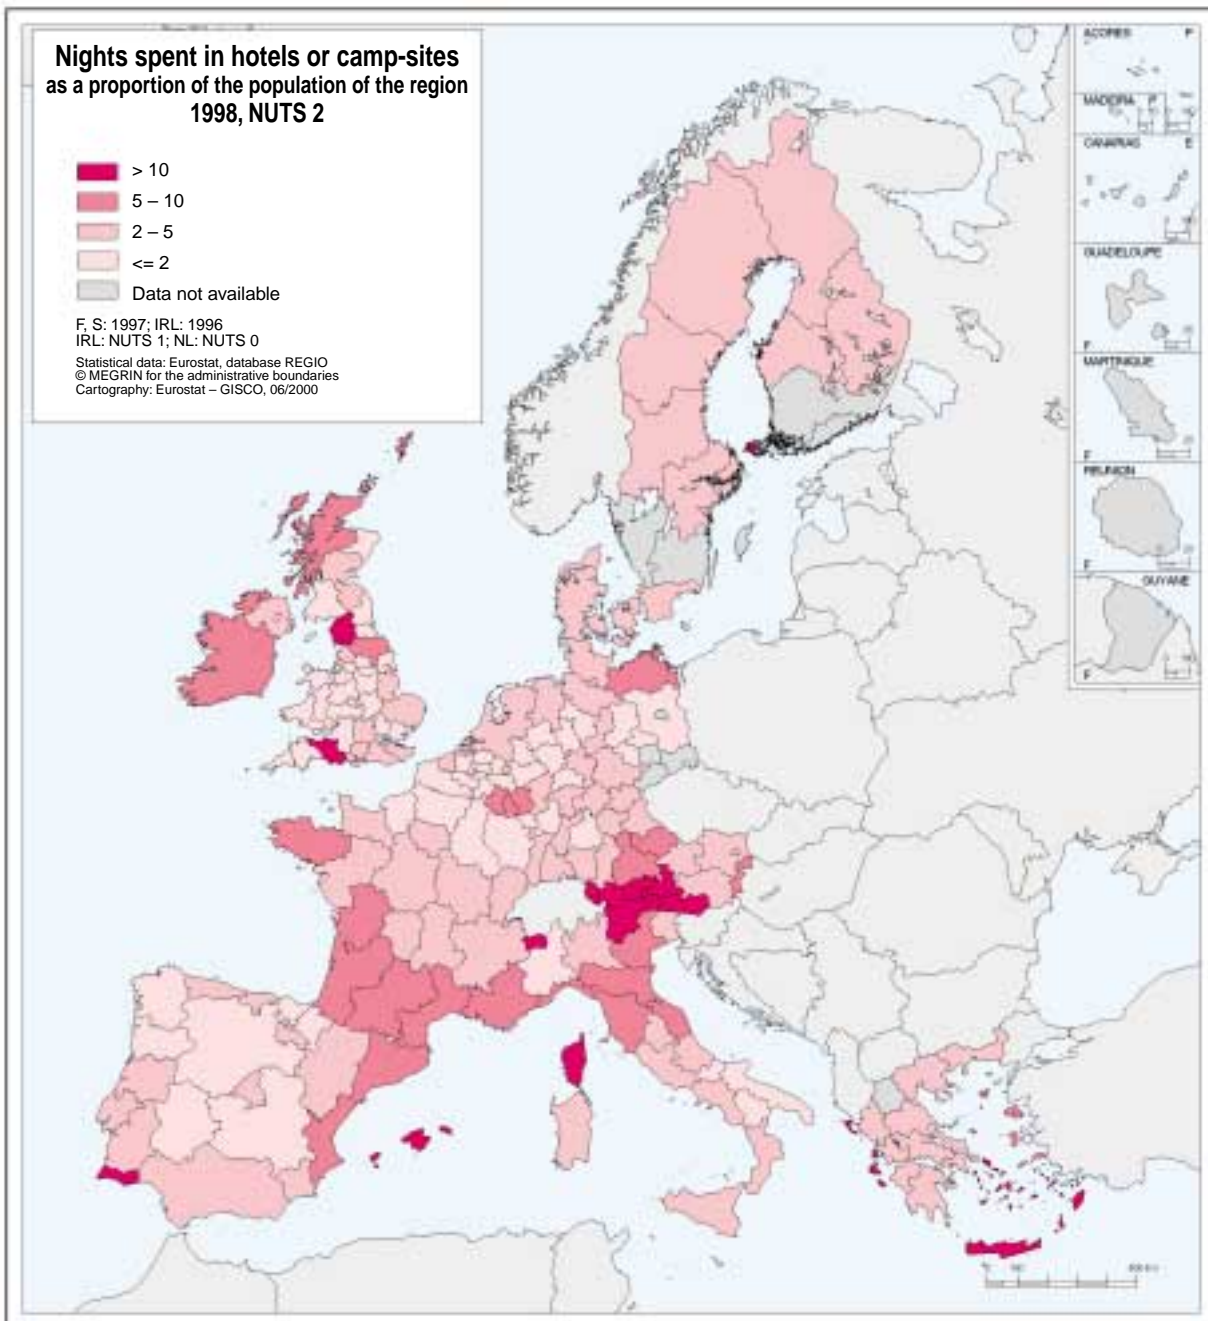 Nights spent in hotels or camp-sites
as a proportion of the population of the region
1998, NUTS 2
> 10
5 – 10
2 – 5
<= 2
Data not available
F, S: 1997; IRL: 1996
IRL: NUTS 1; NL: NUTS 0
Statistical data: Eurostat, database REGIO
© MEGRIN for the administrative boundaries
Cartography: Eurostat – GISCO, 06/2000
ACORES P
MADEIRA P
CANARIAS E
GUADELOUPE
F
MARTINIQUE
F
REUNION
F
GUYANE
F